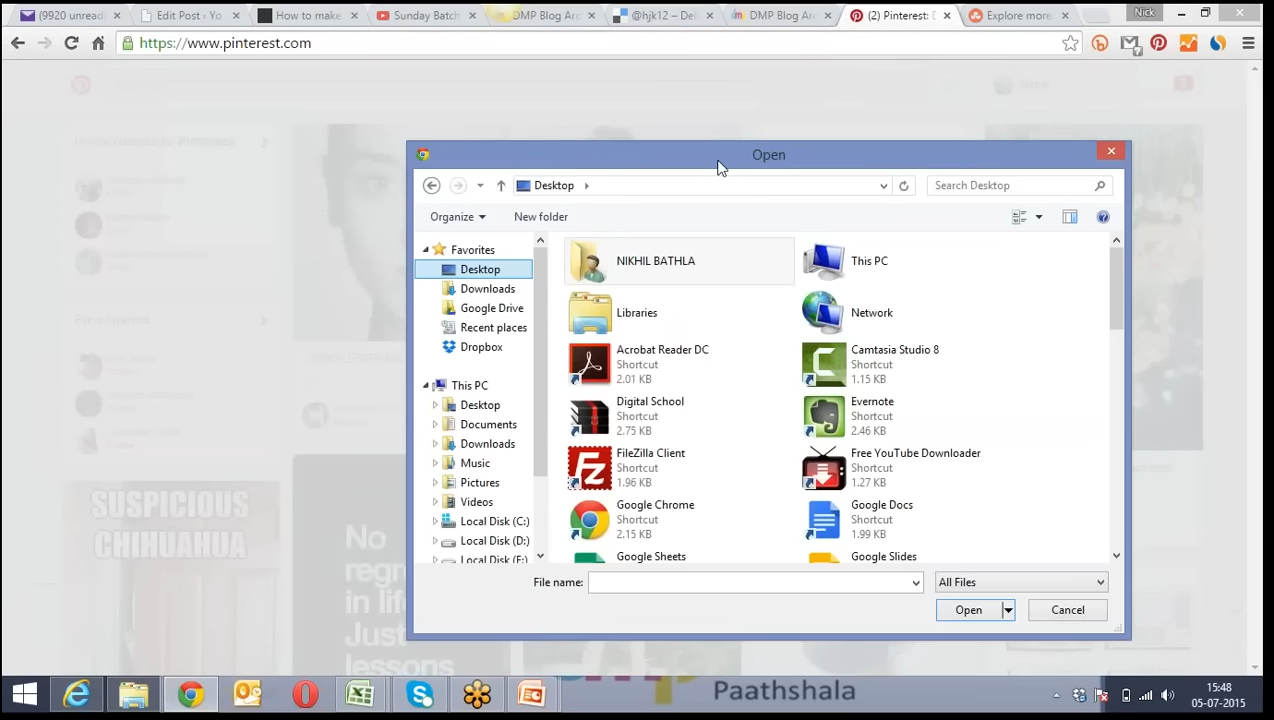 (9920 unread
Edit Post ‹ Yo
How to make
Sunday Batch
DMP Blog Arc
@hjk12 – Deli
DMP Blog Arc
(2) Pinterest: D
Explore more.
Nick
https://www.pinterest.com
Open
Desktop
Search Desktop
Organize
New folder
Favorites
Desktop
Downloads
Google Drive
Recent places
Dropbox
This PC
Desktop
Documents
Downloads
Music
Pictures
Videos
Local Disk (C:)
Local Disk (D:)
Local Disk (E:)
NIKHIL BATHLA
This PC
Libraries
Network
Acrobat Reader DC
Shortcut
2.01 KB
Camtasia Studio 8
Shortcut
1.15 KB
Digital School
Shortcut
2.75 KB
Evernote
Shortcut
2.46 KB
FileZilla Client
Shortcut
1.96 KB
Free YouTube Downloader
Shortcut
1.27 KB
Google Chrome
Shortcut
2.15 KB
Google Docs
Shortcut
1.99 KB
Google Sheets
Google Slides
File name:
All Files
Open
Cancel
SUSPICIOUS
CHIHUAHUA
No
regr
in lif
Just
lessons
Paathshala
15:48
05-07-2015